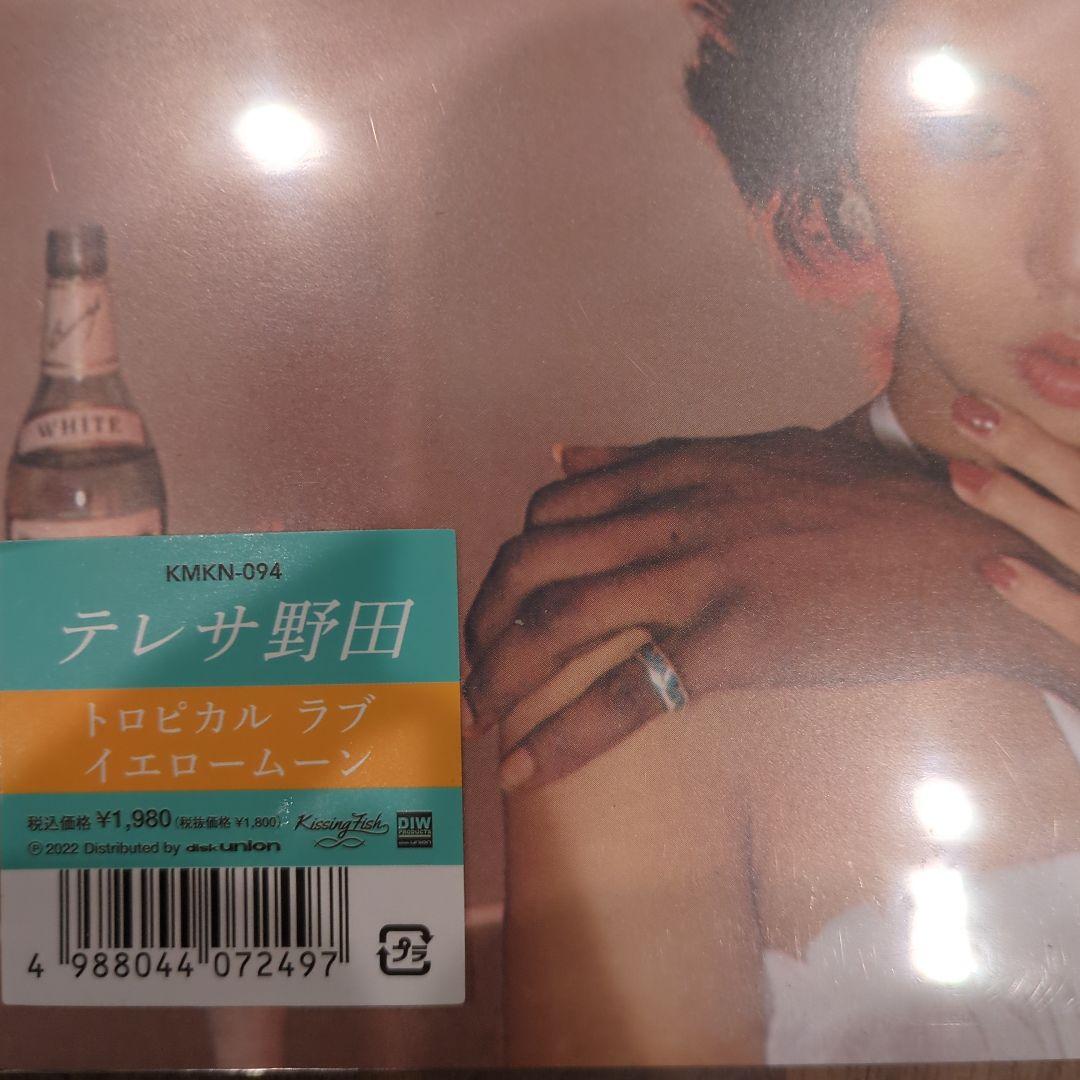 WHITE
KMKN-094
テレサ野田
トロピカル ラブ
イエロームーン
税込価格 ¥1,980 (税抜価格 ¥1,800) KissingFish DIW PRODUCTS
Ⓟ 2022 Distributed by disk union
4 988044 072497 プラ